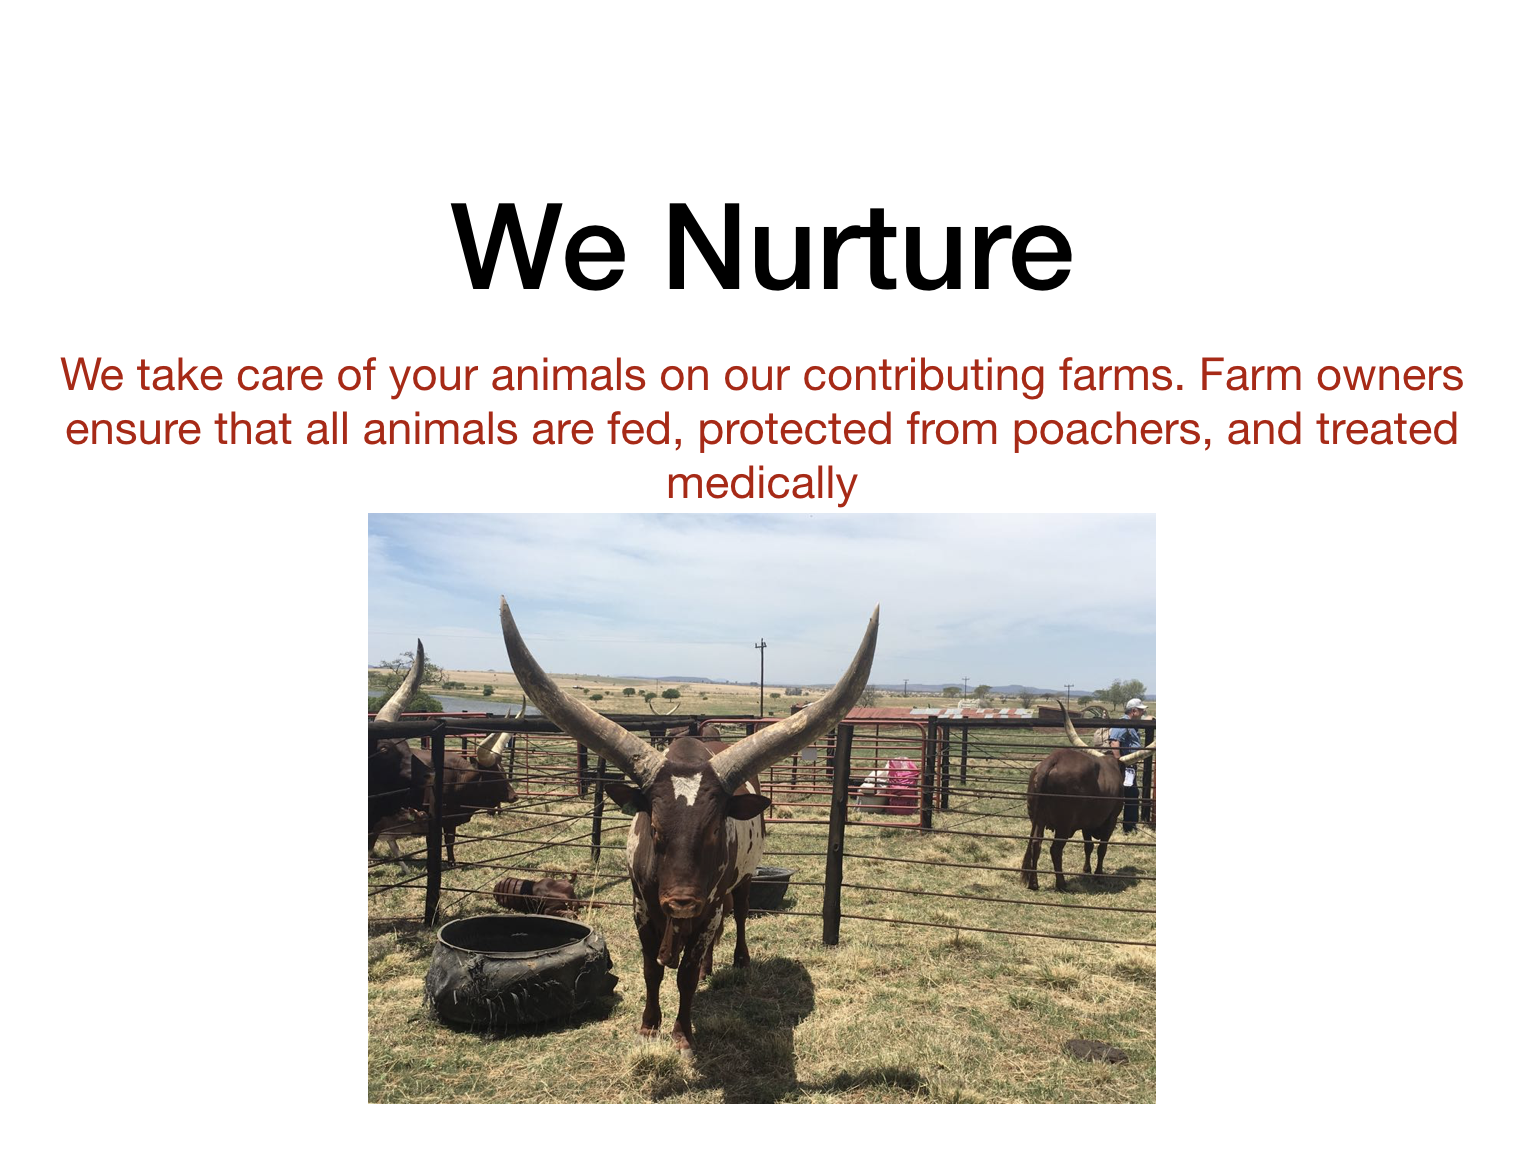 We Nurture
We take care of your animals on our contributing farms. Farm owners
ensure that all animals are fed, protected from poachers, and treated
medically